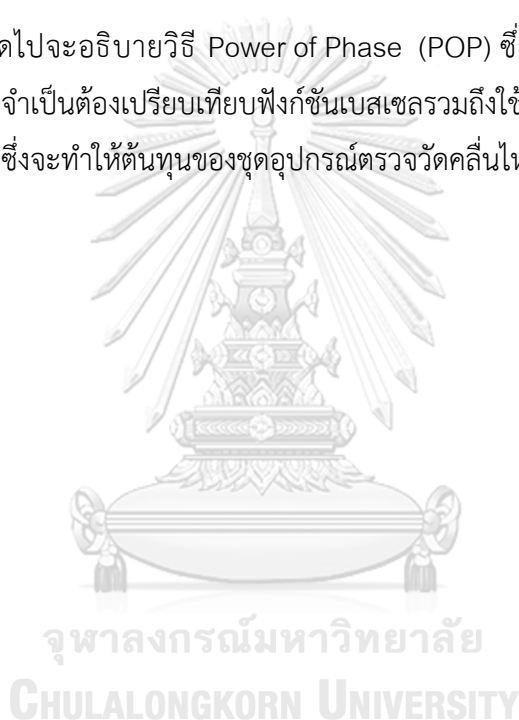 ดไปจะอธิบายวิธี Power of Phase (POP) ซึ่
จำเป็นต้องเปรียบเทียบฟังก์ชันเบสเซลรวมถึงใช้
ซึ่งจะทำให้ต้นทุนของชุดอุปกรณ์ตรวจวัดคลื่นไห
จุฬาลงกรณ์มหาวิทยาลัย
CHULALONGKORN UNIVERSITY